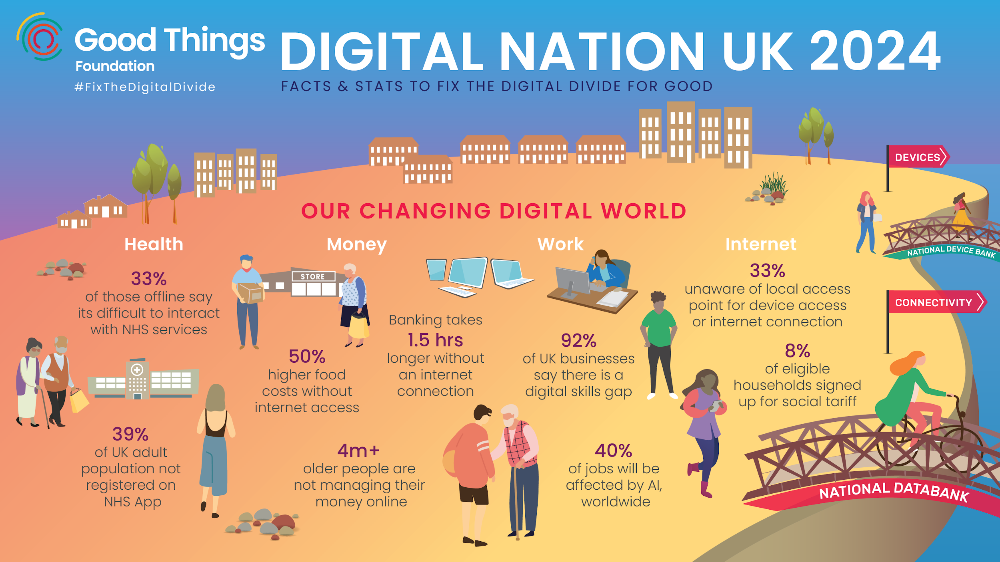 Good Things
Foundation
#FixTheDigitalDivide
DIGITAL NATION UK 2024
FACTS & STATS TO FIX THE DIGITAL DIVIDE FOR GOOD
OUR CHANGING DIGITAL WORLD
Health
33%
of those offline say
its difficult to interact
with NHS services
39%
of UK adult
population not
registered on
NHS App
Money
STORE
50%
higher food
costs without
internet access
Banking takes
1.5 hrs
longer without
an internet
connection
4m+
older people are
not managing their
money online
Work
92%
of UK businesses
say there is a
digital skills gap
40%
of jobs will be
affected by AI,
worldwide
Internet
33%
unaware of local access
point for device access
or internet connection
8%
of eligible
households signed
up for social tariff
DEVICES
NATIONAL DEVICE BANK
CONNECTIVITY
NATIONAL DATABANK